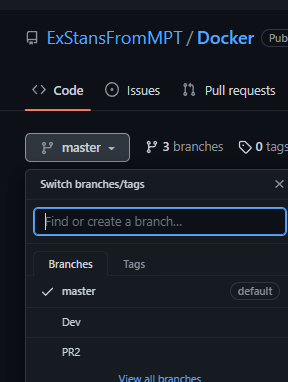 ExStansFromMPT / Docker Pub
Code Issues Pull requests
master 3 branches 0 tags
Switch branches/tags
Find or create a branch...
Branches Tags
master default
Dev
PR2
View all branches